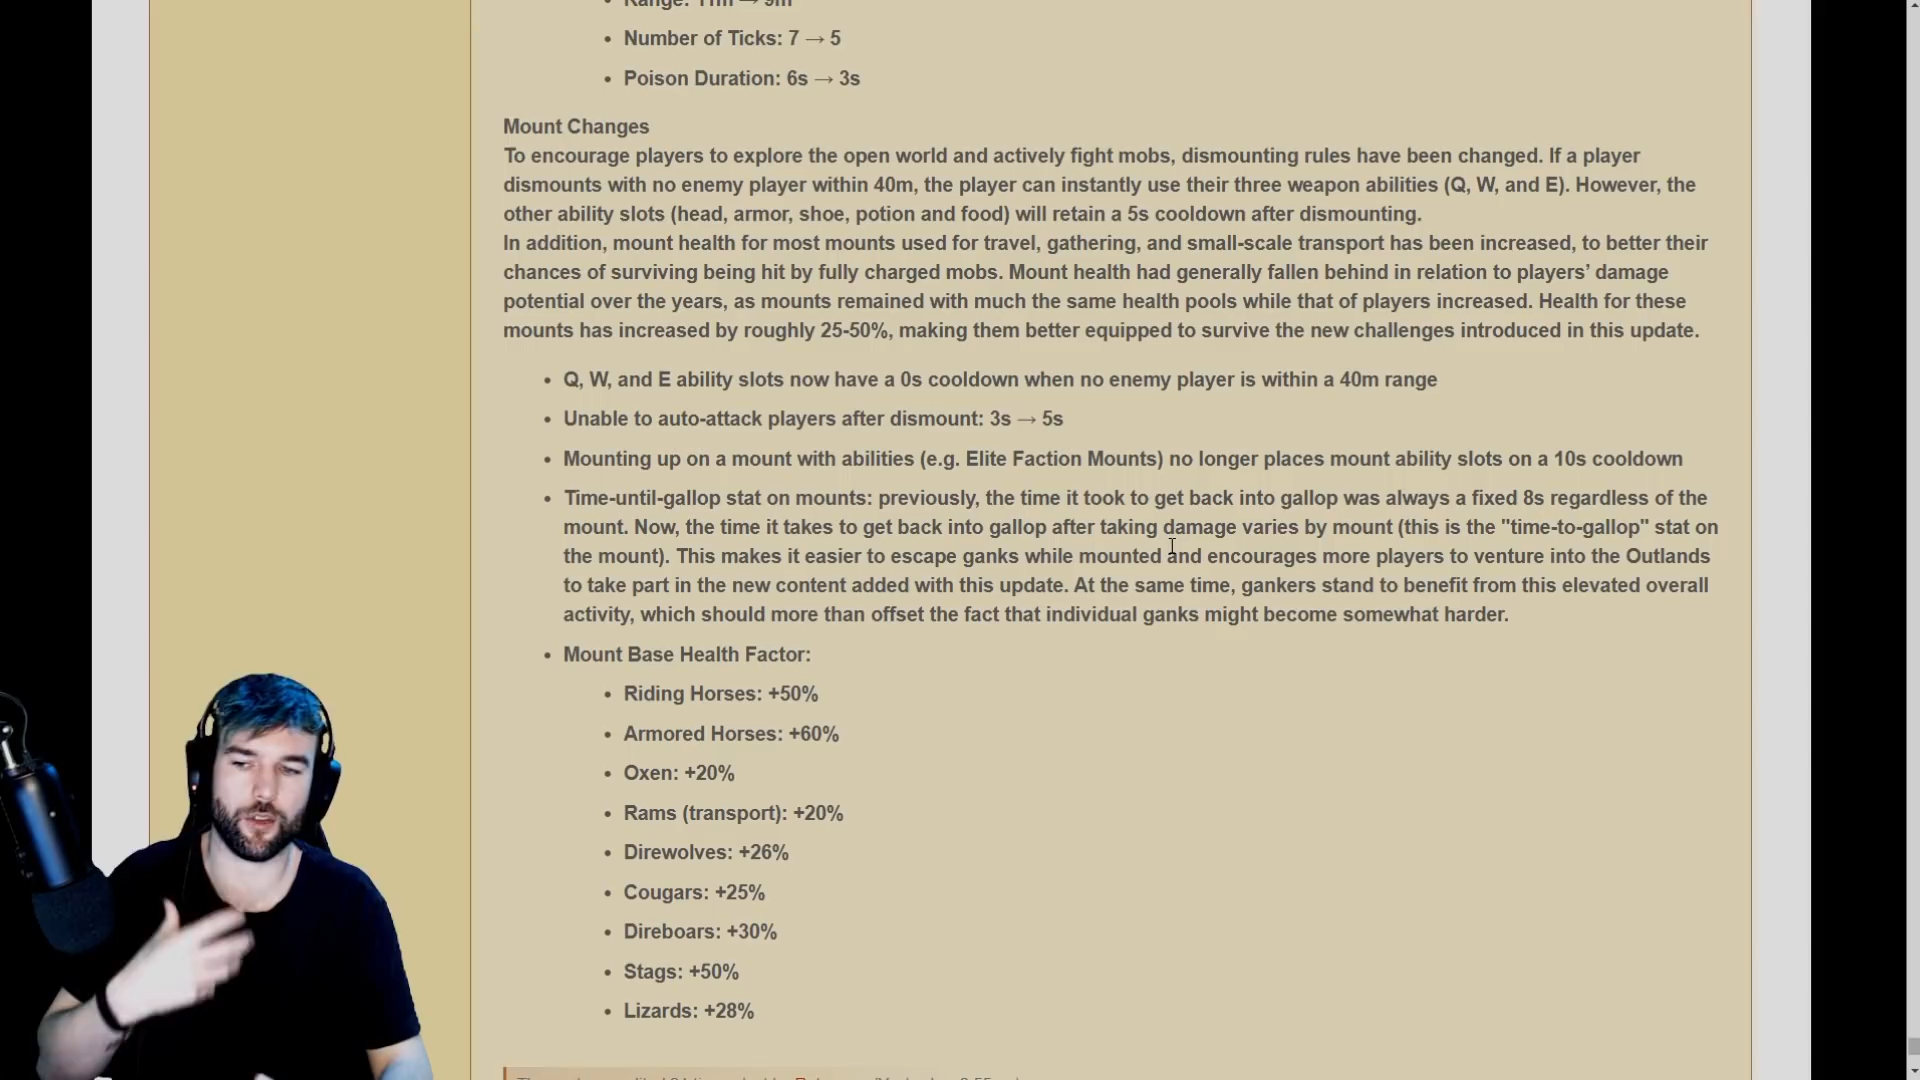 Range: 11m → 9m
Number of Ticks: 7 → 5
Poison Duration: 6s → 3s
Mount Changes
To encourage players to explore the open world and actively fight mobs, dismounting rules have been changed. If a player
dismounts with no enemy player within 40m, the player can instantly use their three weapon abilities (Q, W, and E). However, the
other ability slots (head, armor, shoe, potion and food) will retain a 5s cooldown after dismounting.
In addition, mount health for most mounts used for travel, gathering, and small-scale transport has been increased, to better their
chances of surviving being hit by fully charged mobs. Mount health had generally fallen behind in relation to players’ damage
potential over the years, as mounts remained with much the same health pools while that of players increased. Health for these
mounts has increased by roughly 25-50%, making them better equipped to survive the new challenges introduced in this update.
Q, W, and E ability slots now have a 0s cooldown when no enemy player is within a 40m range
Unable to auto-attack players after dismount: 3s → 5s
Mounting up on a mount with abilities (e.g. Elite Faction Mounts) no longer places mount ability slots on a 10s cooldown
Time-until-gallop stat on mounts: previously, the time it took to get back into gallop was always a fixed 8s regardless of the
mount. Now, the time it takes to get back into gallop after taking damage varies by mount (this is the "time-to-gallop" stat on
the mount). This makes it easier to escape ganks while mounted and encourages more players to venture into the Outlands
to take part in the new content added with this update. At the same time, gankers stand to benefit from this elevated overall
activity, which should more than offset the fact that individual ganks might become somewhat harder.
Mount Base Health Factor:
Riding Horses: +50%
Armored Horses: +60%
Oxen: +20%
Rams (transport): +20%
Direwolves: +26%
Cougars: +25%
Direboars: +30%
Stags: +50%
Lizards: +28%